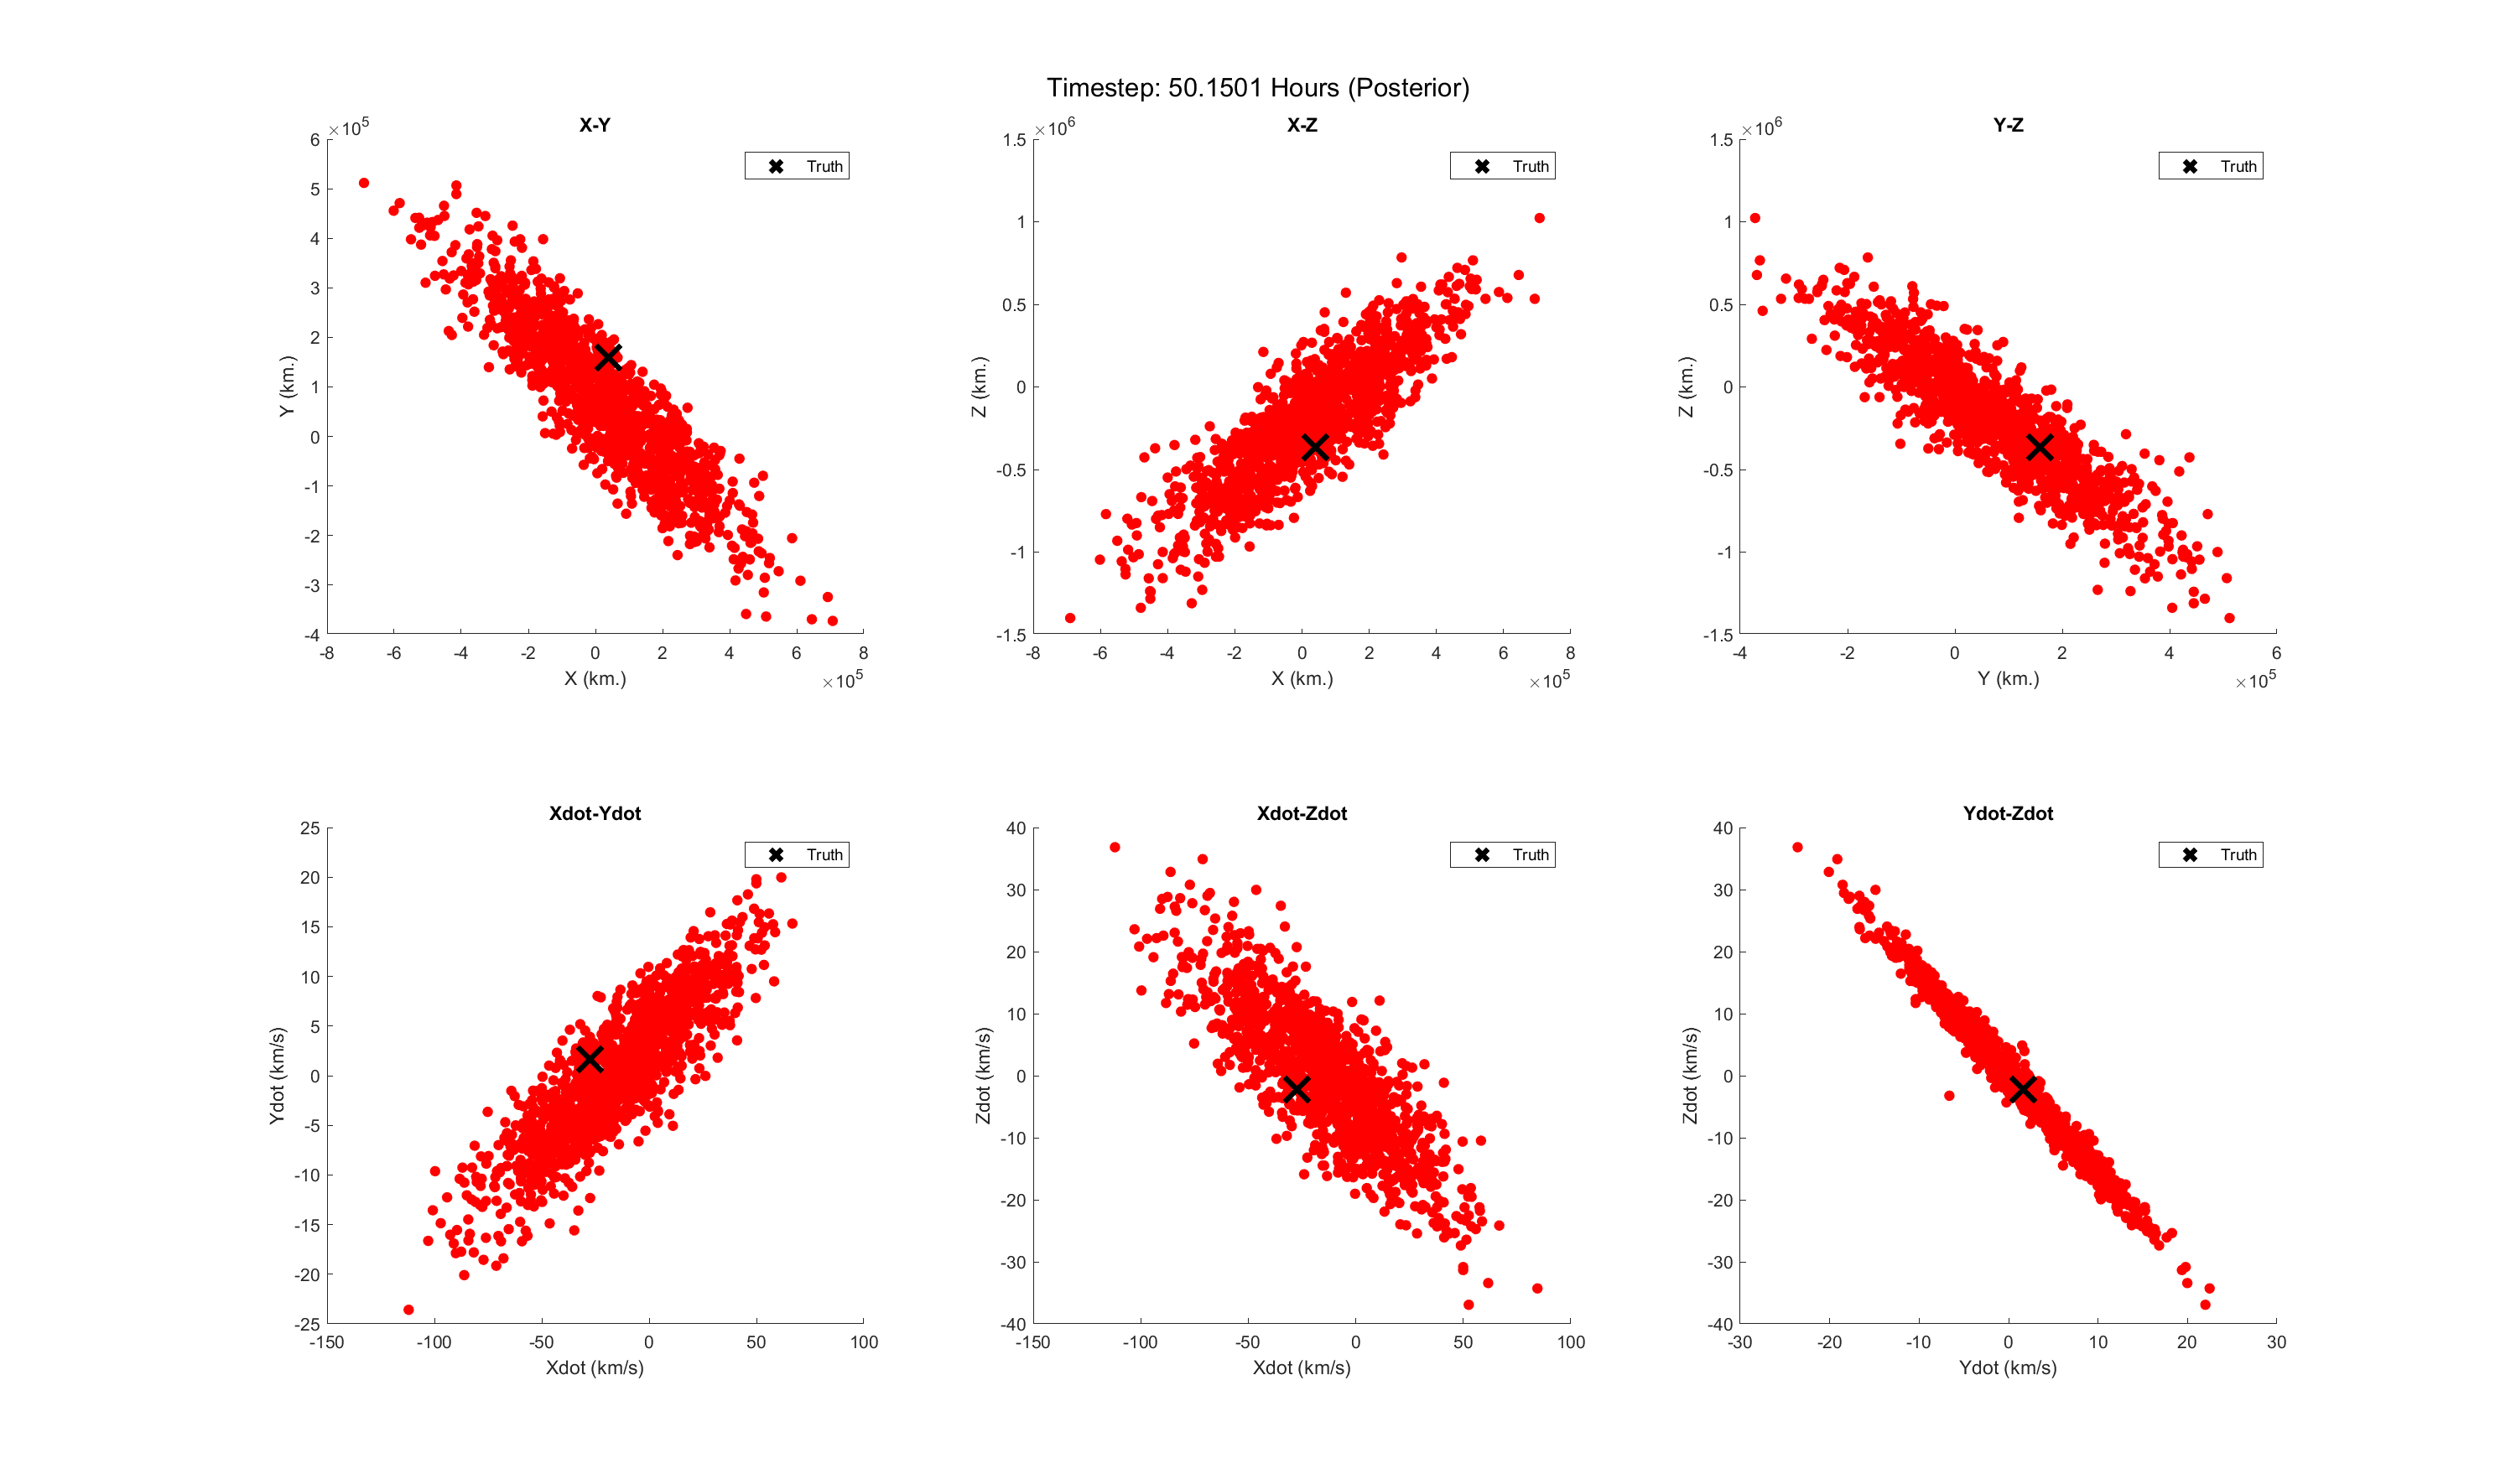 Timestep: 50.1501 Hours (Posterior)
X-Y
×10^5
6
5
4
3
2
1
0
-1
-2
-3
-4
Y (km.)
-8 -6 -4 -2 0 2 4 6 8
×10^5
X (km.)
Truth
X-Z
×10^6
1.5
1
0.5
0
-0.5
-1
-1.5
Z (km.)
-8 -6 -4 -2 0 2 4 6 8
×10^5
X (km.)
Truth
Y-Z
×10^6
1.5
1
0.5
0
-0.5
-1
-1.5
Z (km.)
-4 -2 0 2 4 6
×10^5
Y (km.)
Truth
Xdot-Ydot
25
20
15
10
5
0
-5
-10
-15
-20
-25
Ydot (km/s)
-150 -100 -50 0 50 100
Xdot (km/s)
Truth
Xdot-Zdot
40
30
20
10
0
-10
-20
-30
-40
Zdot (km/s)
-150 -100 -50 0 50 100
Xdot (km/s)
Truth
Ydot-Zdot
40
30
20
10
0
-10
-20
-30
-40
Zdot (km/s)
-30 -20 -10 0 10 20 30
Ydot (km/s)
Truth